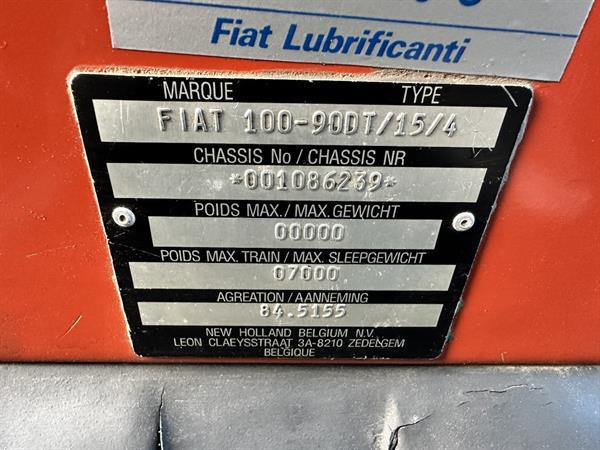 Fiat Lubrificanti
MARQUE TYPE
FIAT 100-90DT/15/4
CHASSIS No / CHASSIS NR
*001086239*
POIDS MAX./MAX.GEWICHT
00000
POIDS MAX. TRAIN / MAX. SLEEPGEWICHT
07000
AGREATION / AANNEMING
84.5155
NEW HOLLAND BELGIUM N.V.
LEON CLAEYSSTRAAT 3A-8210 ZEDELGEM
BELGIQUE